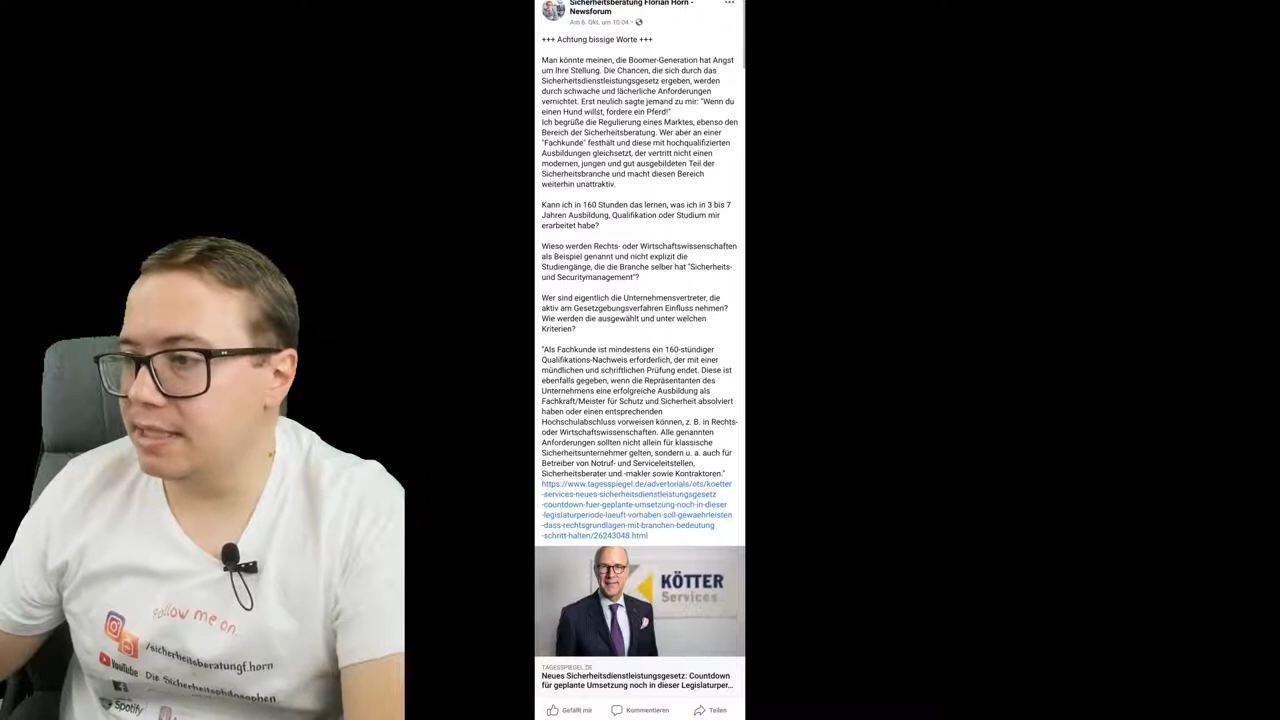 Sicherheitsberatung Florian Horn -
Newsforum
Am 6. Okt. um 10:04 ·
+++ Achtung bissige Worte +++
Man könnte meinen, die Boomer-Generation hat Angst
um Ihre Stellung. Die Chancen, die sich durch das
Sicherheitsdienstleistungsgesetz ergeben, werden
durch schwache und lächerliche Anforderungen
vernichtet. Erst neulich sagte jemand zu mir: "Wenn du
einen Hund willst, fordere ein Pferd!"
Ich begrüße die Regulierung eines Marktes, ebenso den
Bereich der Sicherheitsberatung. Wer aber an einer
"Fachkunde" festhält und diese mit hochqualifizierten
Ausbildungen gleichsetzt, der vertritt nicht einen
modernen, jungen und gut ausgebildeten Teil der
Sicherheitsbranche und macht diesen Bereich
weiterhin unattraktiv.
Kann ich in 160 Stunden das lernen, was ich in 3 bis 7
Jahren Ausbildung, Qualifikation oder Studium mir
erarbeitet habe?
Wieso werden Rechts- oder Wirtschaftswissenschaften
als Beispiel genannt und nicht explizit die
Studiengänge, die die Branche selber hat "Sicherheits-
und Securitymanagement"?
Wer sind eigentlich die Unternehmensvertreter, die
aktiv am Gesetzgebungsverfahren Einfluss nehmen?
Wie werden die ausgewählt und unter welchen
Kriterien?
"Als Fachkunde ist mindestens ein 160-stündiger
Qualifikations-Nachweis erforderlich, der mit einer
mündlichen und schriftlichen Prüfung endet. Diese ist
ebenfalls gegeben, wenn die Repräsentanten des
Unternehmens eine erfolgreiche Ausbildung als
Fachkraft/Meister für Schutz und Sicherheit absolviert
haben oder einen entsprechenden
Hochschulabschluss vorweisen können, z. B. in Rechts-
oder Wirtschaftswissenschaften. Alle genannten
Anforderungen sollten nicht allein für klassische
Sicherheitsunternehmer gelten, sondern u. a. auch für
Betreiber von Notruf- und Serviceleitstellen,
Sicherheitsberater und -makler sowie Kontraktoren."
https://www.tagesspiegel.de/advertorials/ots/koetter
-services-neues-sicherheitsdienstleistungsgesetz
-countdown-fuer-geplante-umsetzung-noch-in-dieser
-legislaturperiode-laeuft-vorhaben-soll-gewaehrleisten
-dass-rechtsgrundlagen-mit-branchen-bedeutung
-schritt-halten/26243048.html
KÖTTER
Services
TAGESSPIEGEL.DE
Neues Sicherheitsdienstleistungsgesetz: Countdown
für geplante Umsetzung noch in dieser Legislaturper...
Gefällt mir
Kommentieren
Teilen
Follow me on
/sicherheitsberatungf.horn
YouTube
Die Sicherheitsphilosophen
Spotify